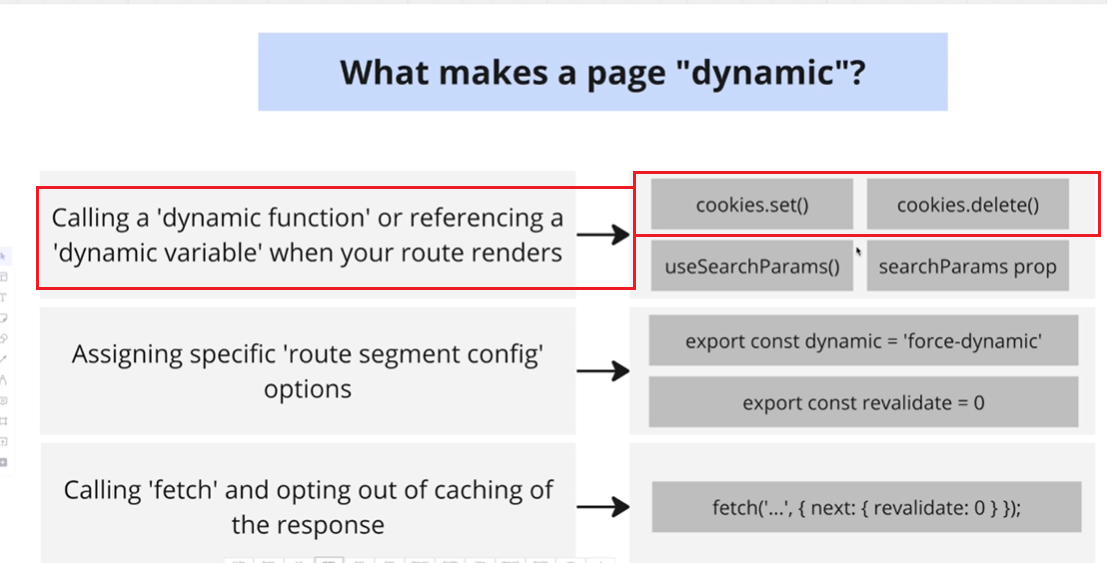 What makes a page "dynamic"?
Calling a 'dynamic function' or referencing a
'dynamic variable' when your route renders
cookies.set()
cookies.delete()
useSearchParams()
searchParams prop
Assigning specific 'route segment config'
options
export const dynamic = 'force-dynamic'
export const revalidate = 0
Calling 'fetch' and opting out of caching of
the response
fetch('...', { next: { revalidate: 0 } });